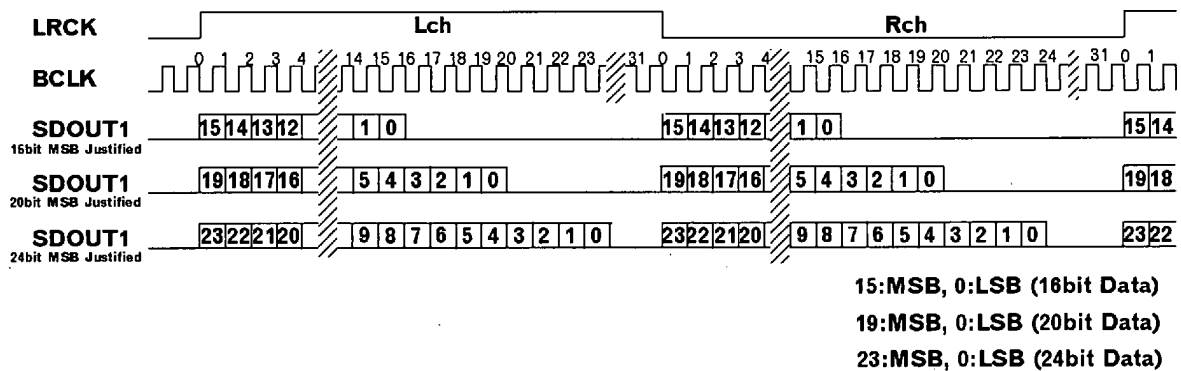 LRCK Lch Rch
0 1 2 3 4 14 15 16 17 18 19 20 21 22 23 31 0 1 2 3 4 15 16 17 18 19 20 21 22 23 24 31 0 1
BCLK
SDOUT1 15 14 13 12 1 0 15 14 13 12 1 0 15 14
16bit MSB Justified
SDOUT1 19 18 17 16 5 4 3 2 1 0 19 18 17 16 5 4 3 2 1 0 19 18
20bit MSB Justified
SDOUT1 23 22 21 20 9 8 7 6 5 4 3 2 1 0 23 22 21 20 9 8 7 6 5 4 3 2 1 0 23 22
24bit MSB Justified
15:MSB, 0:LSB (16bit Data)
19:MSB, 0:LSB (20bit Data)
23:MSB, 0:LSB (24bit Data)